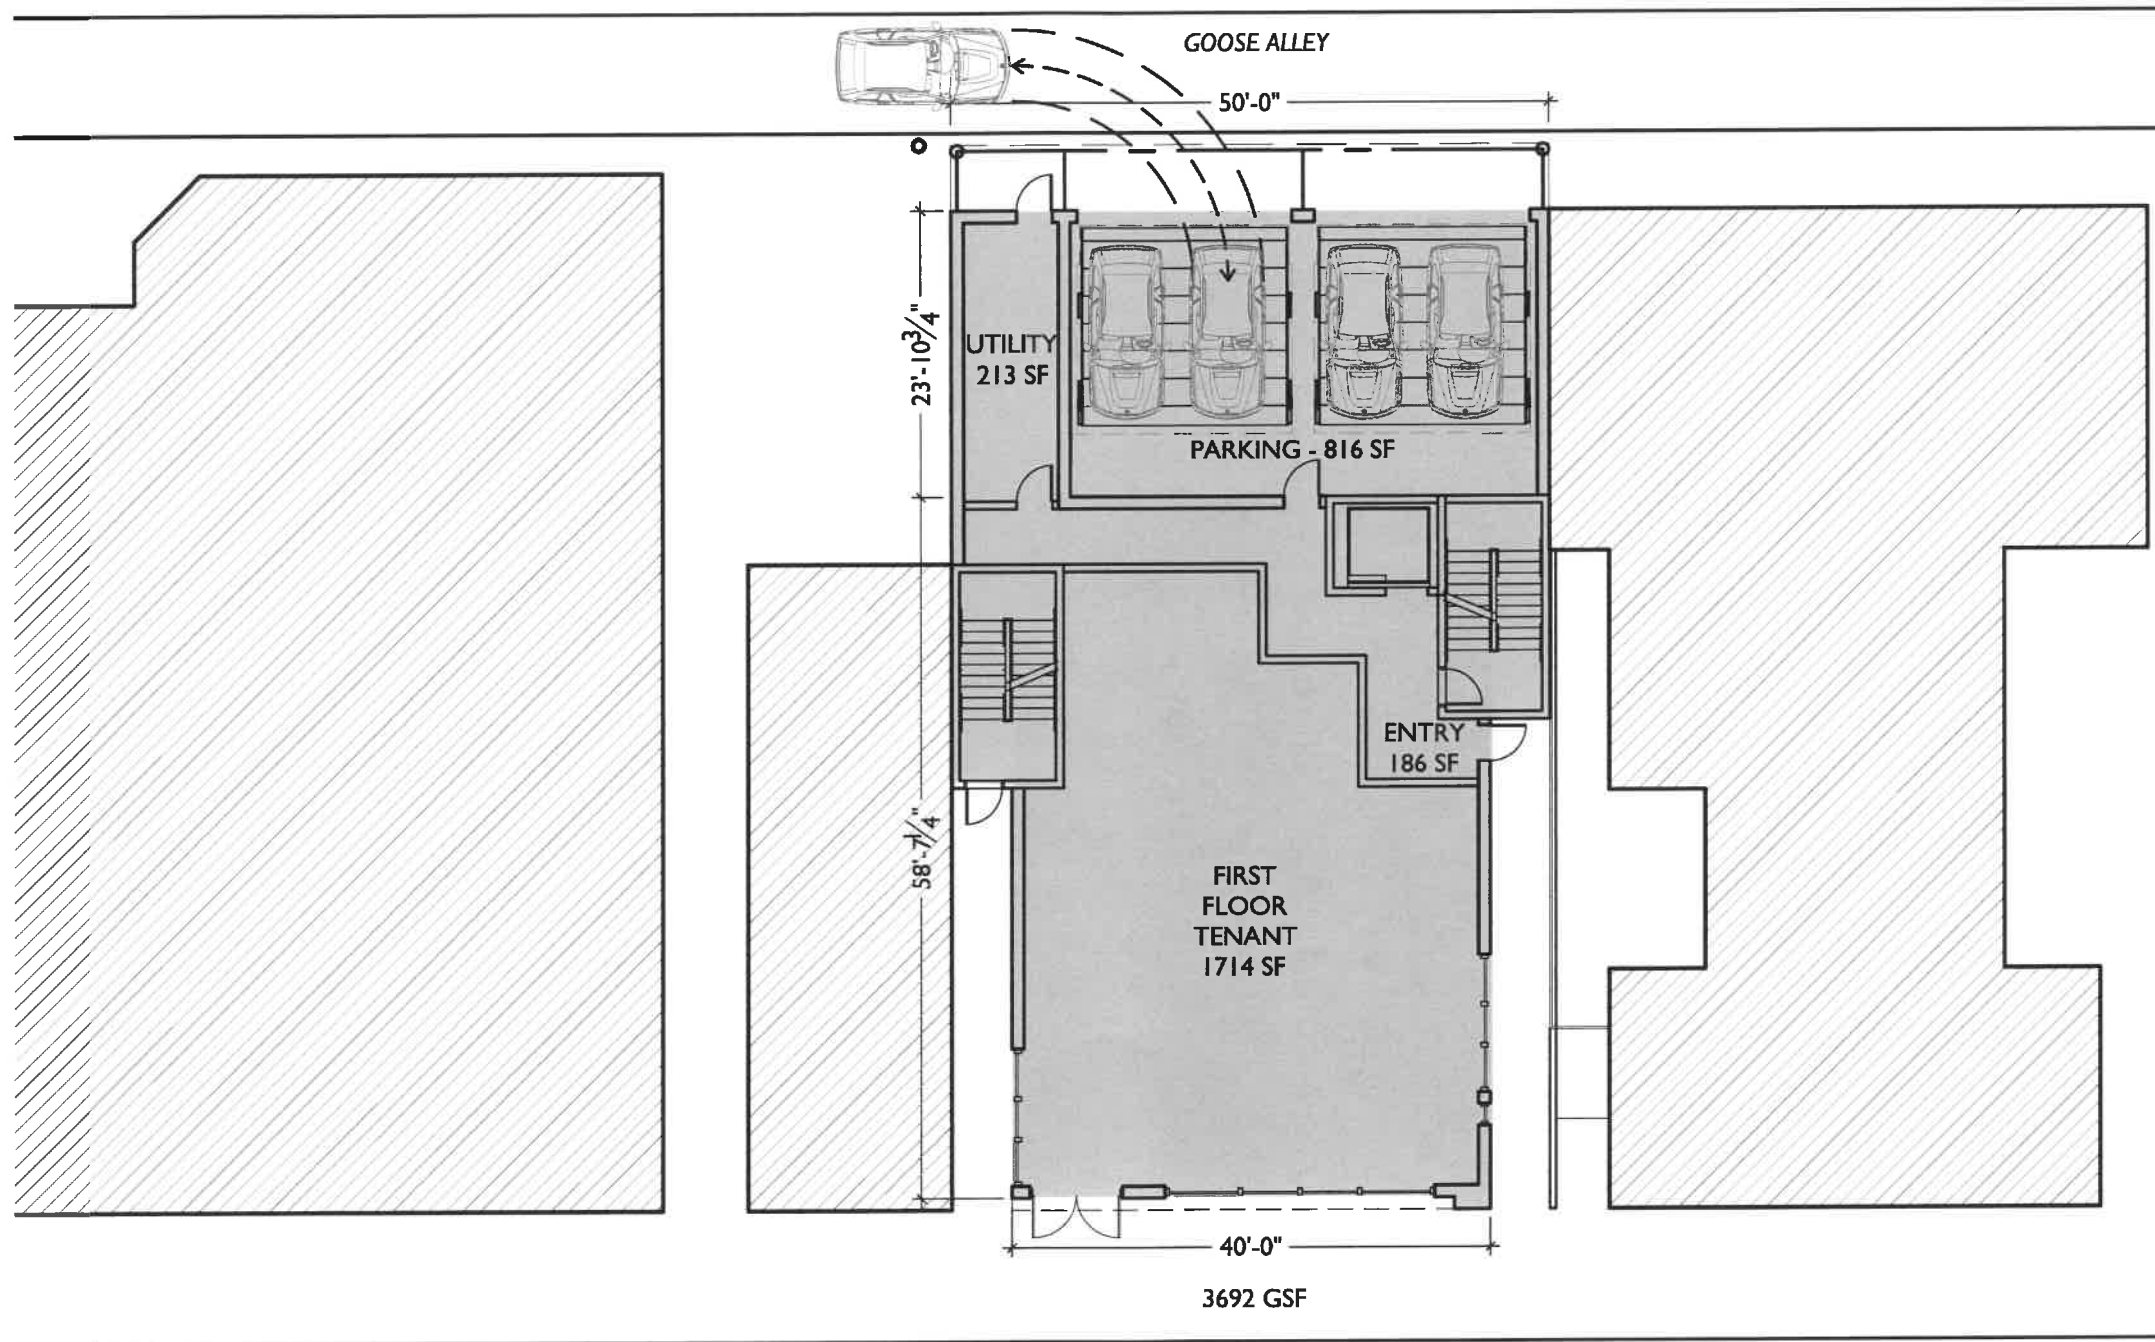 GOOSE ALLEY
50'-0"
23'-10 3/4"
UTILITY
213 SF
PARKING - 816 SF
ENTRY
186 SF
58'-7 1/4"
FIRST
FLOOR
TENANT
1714 SF
40'-0"
3692 GSF